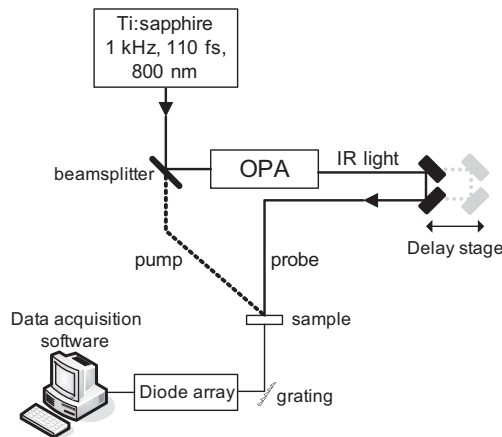 Ti:sapphire
1 kHz, 110 fs,
800 nm
beamsplitter
OPA
IR light
Delay stage
pump
probe
sample
Data acquisition
software
Diode array
grating